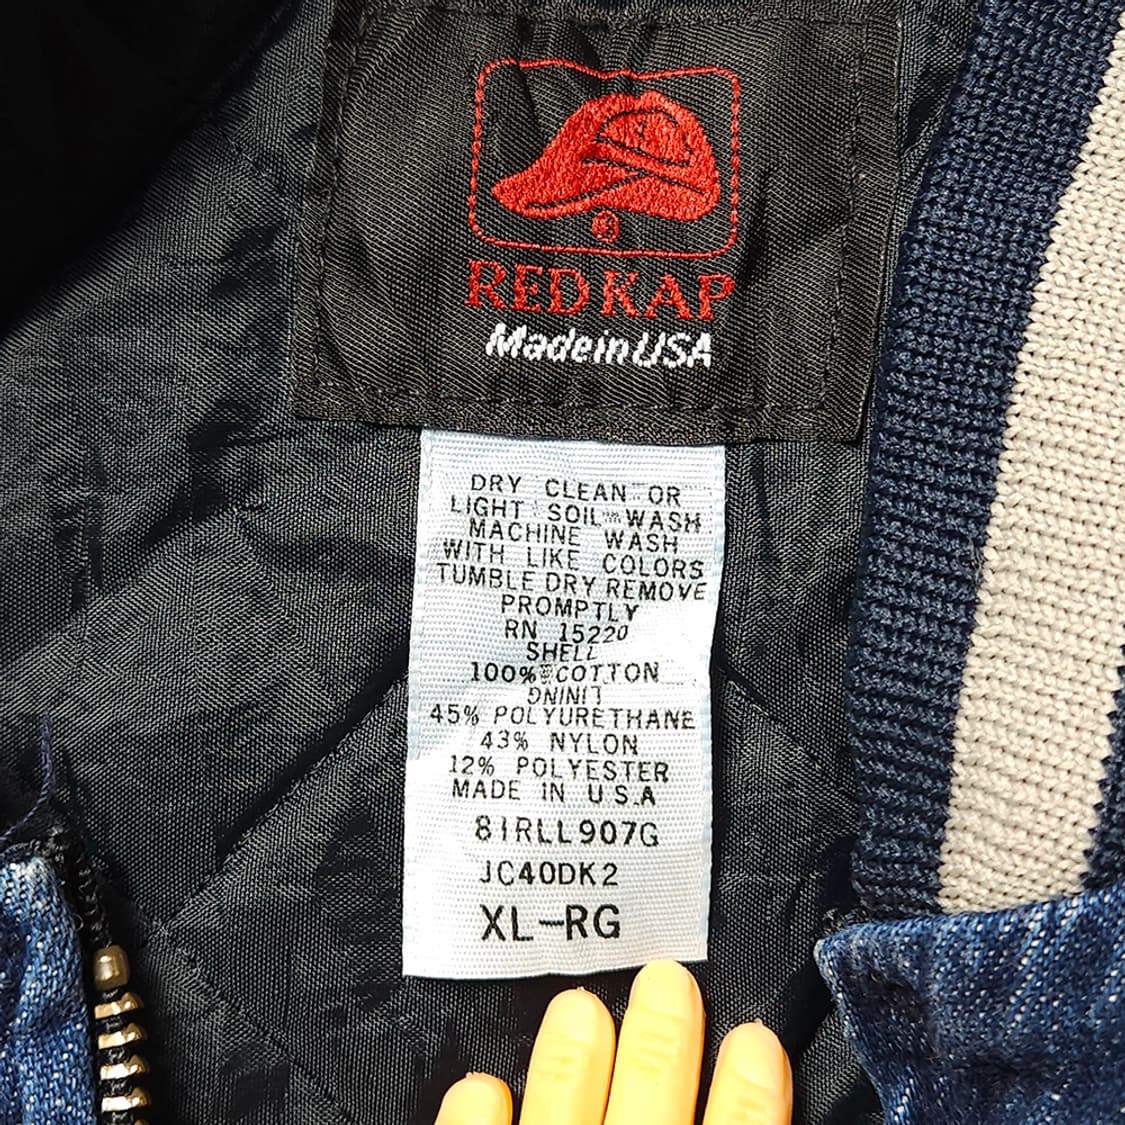 RED KAP
Made in USA
DRY CLEAN OR
LIGHT SOIL WASH
MACHINE WASH
WITH LIKE COLORS
TUMBLE DRY REMOVE
PROMPTLY
RN 15220
SHELL
100% COTTON
LINING
45% POLYURETHANE
43% NYLON
12% POLYESTER
MADE IN U.S.A
81RLL907G
JC40DK2
XL-RG